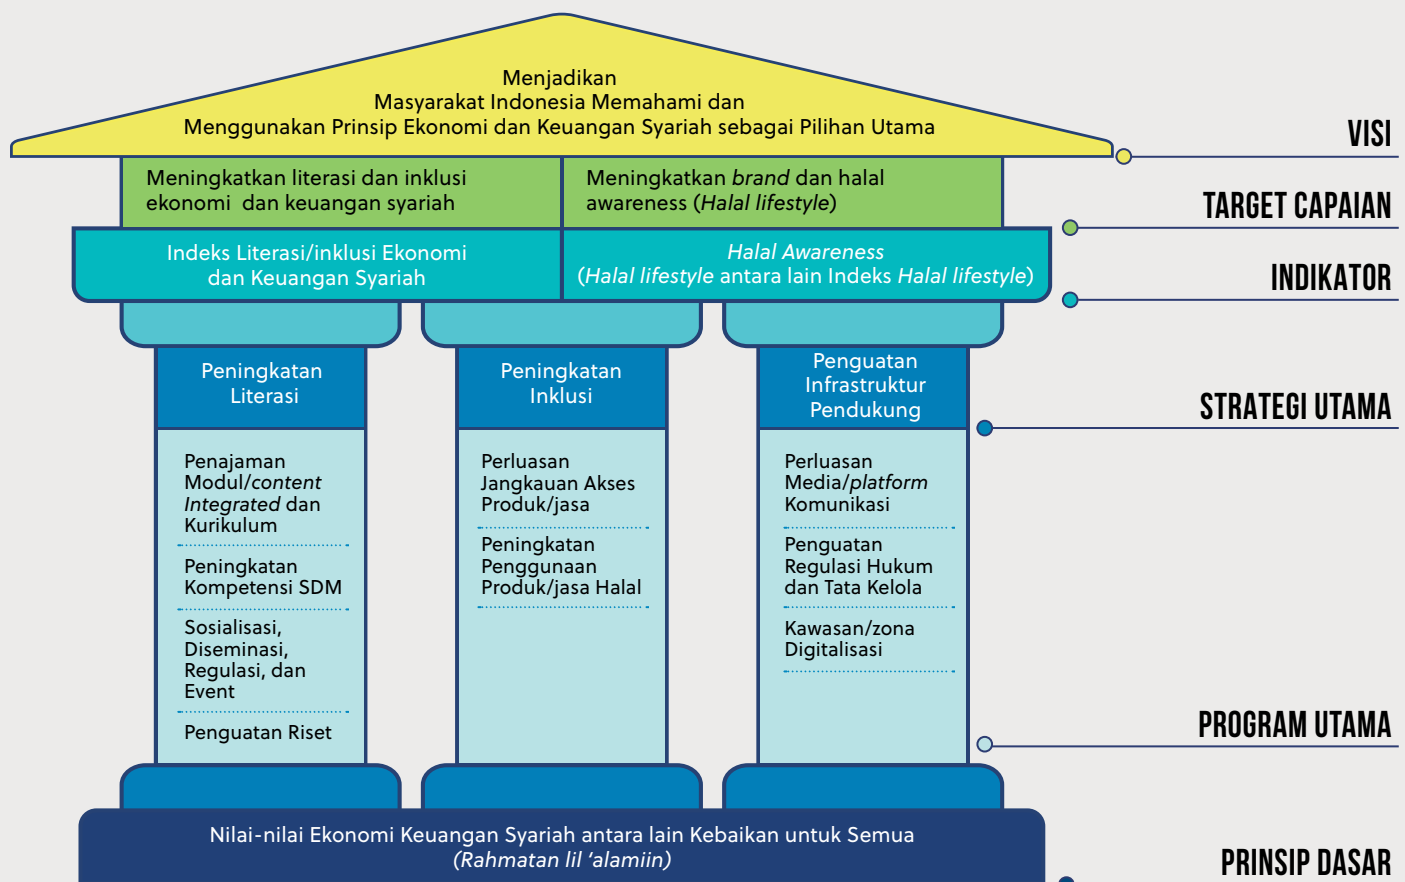 Menjadikan
Masyarakat Indonesia Memahami dan
Menggunakan Prinsip Ekonomi dan Keuangan Syariah sebagai Pilihan Utama
VISI
Meningkatkan literasi dan inklusi
ekonomi dan keuangan syariah
Meningkatkan brand dan halal
awareness (Halal lifestyle)
TARGET CAPAIAN
Indeks Literasi/inklusi Ekonomi
dan Keuangan Syariah
Halal Awareness
(Halal lifestyle antara lain Indeks Halal lifestyle)
INDIKATOR
Peningkatan
Literasi
Peningkatan
Inklusi
Penguatan
Infrastruktur
Pendukung
STRATEGI UTAMA
Penajaman
Modul/content
Integrated dan
Kurikulum
Peningkatan
Kompetensi SDM
Sosialisasi,
Diseminasi,
Regulasi, dan
Event
Penguatan Riset
Perluasan
Jangkauan Akses
Produk/jasa
Peningkatan
Penggunaan
Produk/jasa Halal
Perluasan
Media/platform
Komunikasi
Penguatan
Regulasi Hukum
dan Tata Kelola
Kawasan/zona
Digitalisasi
PROGRAM UTAMA
Nilai-nilai Ekonomi Keuangan Syariah antara lain Kebaikan untuk Semua
(Rahmatan lil ‘alamiin)
PRINSIP DASAR